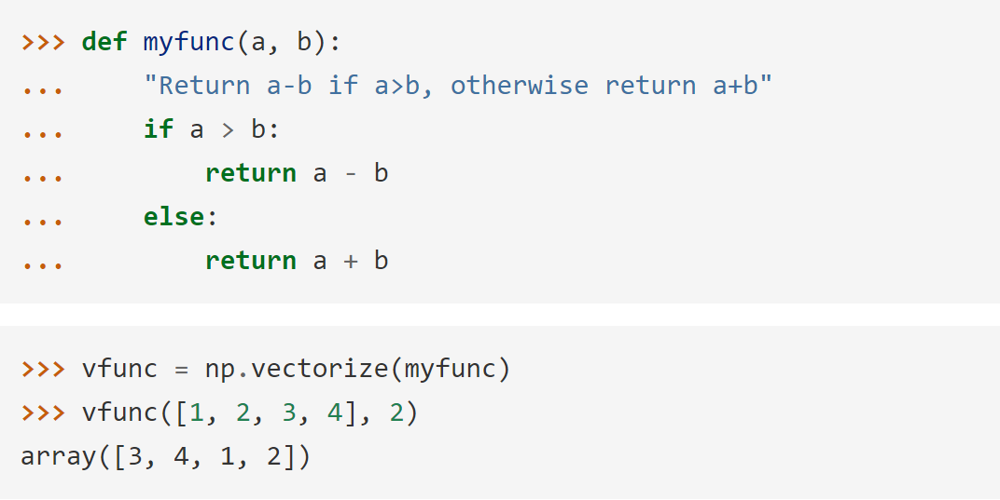 >>> def myfunc(a, b):
...     "Return a-b if a>b, otherwise return a+b"
...     if a > b:
...         return a - b
...     else:
...         return a + b
>>> vfunc = np.vectorize(myfunc)
>>> vfunc([1, 2, 3, 4], 2)
array([3, 4, 1, 2])